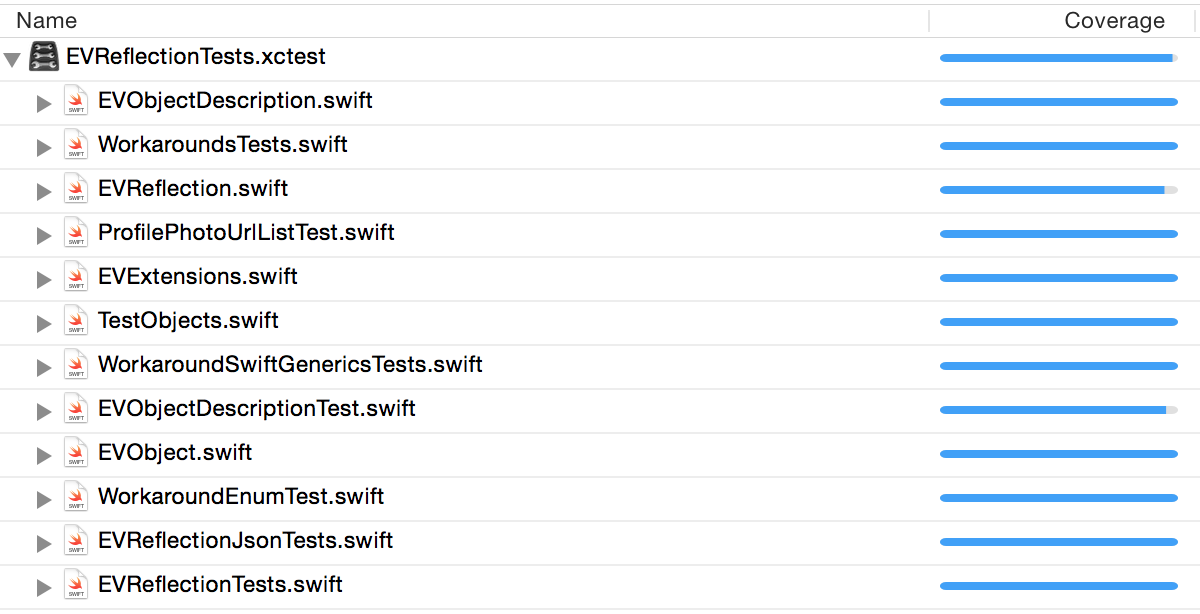 Name Coverage
EVReflectionTests.xctest
SWIFT EVObjectDescription.swift
SWIFT WorkaroundsTests.swift
SWIFT EVReflection.swift
SWIFT ProfilePhotoUrlListTest.swift
SWIFT EVExtensions.swift
SWIFT TestObjects.swift
SWIFT WorkaroundSwiftGenericsTests.swift
SWIFT EVObjectDescriptionTest.swift
SWIFT EVObject.swift
SWIFT WorkaroundEnumTest.swift
SWIFT EVReflectionJsonTests.swift
SWIFT EVReflectionTests.swift